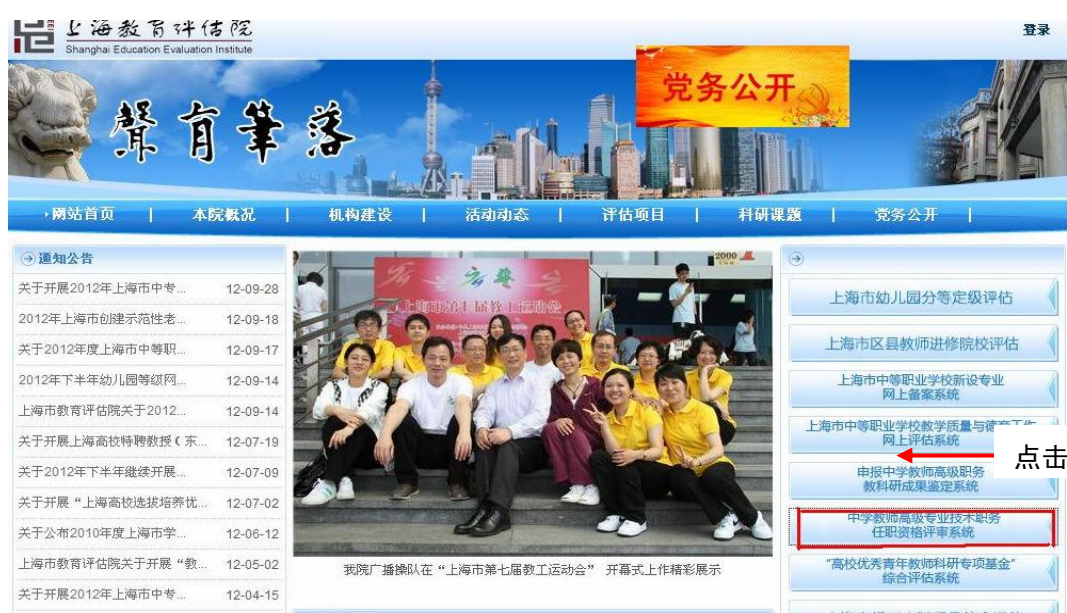 上海教育评估院
Shanghai Education Evaluation Institute
登录
党务公开
网站首页 | 本院概况 | 机构建设 | 活动动态 | 评估项目 | 科研课题 | 党务公开 |
通知公告
关于开展2012年上海市中专... 12-09-28
2012年上海市创建示范性老... 12-09-18
关于2012年度上海市中等职... 12-09-17
2012年下半年幼儿园等级网... 12-09-14
上海市教育评估院关于2012... 12-09-14
关于开展上海高校特聘教授(东... 12-07-19
关于2012年下半年继续开展... 12-07-09
关于开展“上海高校选拔培养优... 12-07-02
关于公布2010年度上海市学... 12-06-12
上海市教育评估院关于开展“教... 12-05-02
关于开展2012年上海市中专... 12-04-15
2000
上海市第七届教工运动会
我院广播操队在“上海市第七届教工运动会” 开幕式上作精彩展示
上海市幼儿园分等定级评估
上海市区县教师进修院校评估
上海市中等职业学校新设专业
网上备案系统
上海市中等职业学校教学质量与德育工作
网上评估系统
点击
申报中学教师高级职务
教科研成果鉴定系统
中学教师高级专业技术职务
任职资格评审系统
“高校优秀青年教师科研专项基金”
综合评估系统